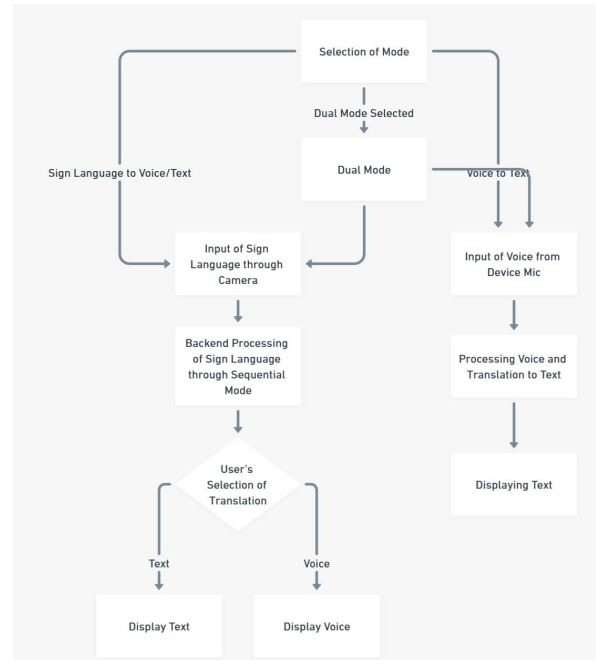 Selection of Mode
Dual Mode Selected
Sign Language to Voice/Text
Dual Mode
Voice to Text
Input of Sign
Language through
Camera
Input of Voice from
Device Mic
Backend Processing
of Sign Language
through Sequential
Mode
Processing Voice and
Translation to Text
User's
Selection of
Translation
Displaying Text
Text
Voice
Display Text
Display Voice